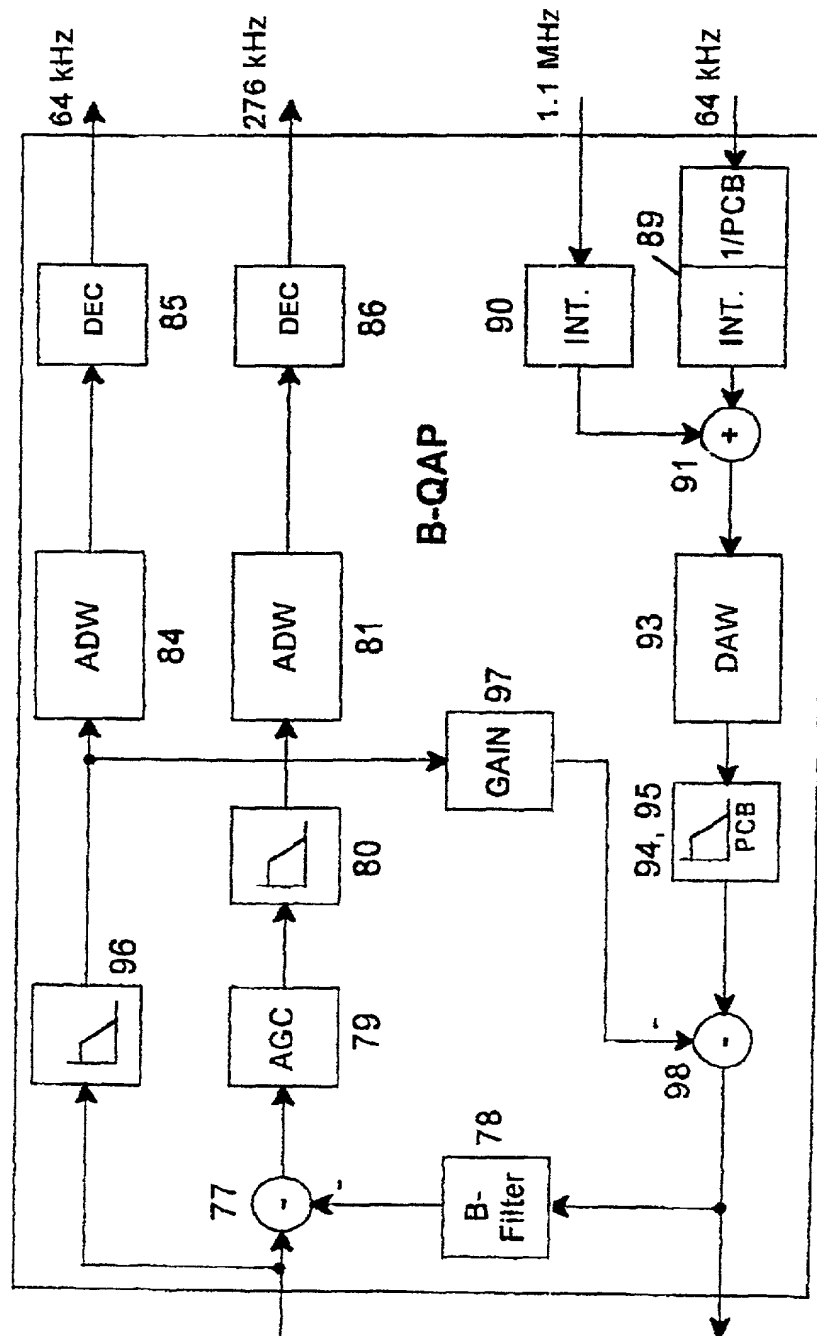 64 kHz
DEC
85
ADW
84
96
276 kHz
DEC
86
ADW
81
80
AGC
79
-
77
-
B-QAP
GAIN
97
B-
Filter
78
1.1 MHz
INT.
90
64 kHz
1/PCB
INT.
89
+
91
DAW
93
PCB
94, 95
-
-
98